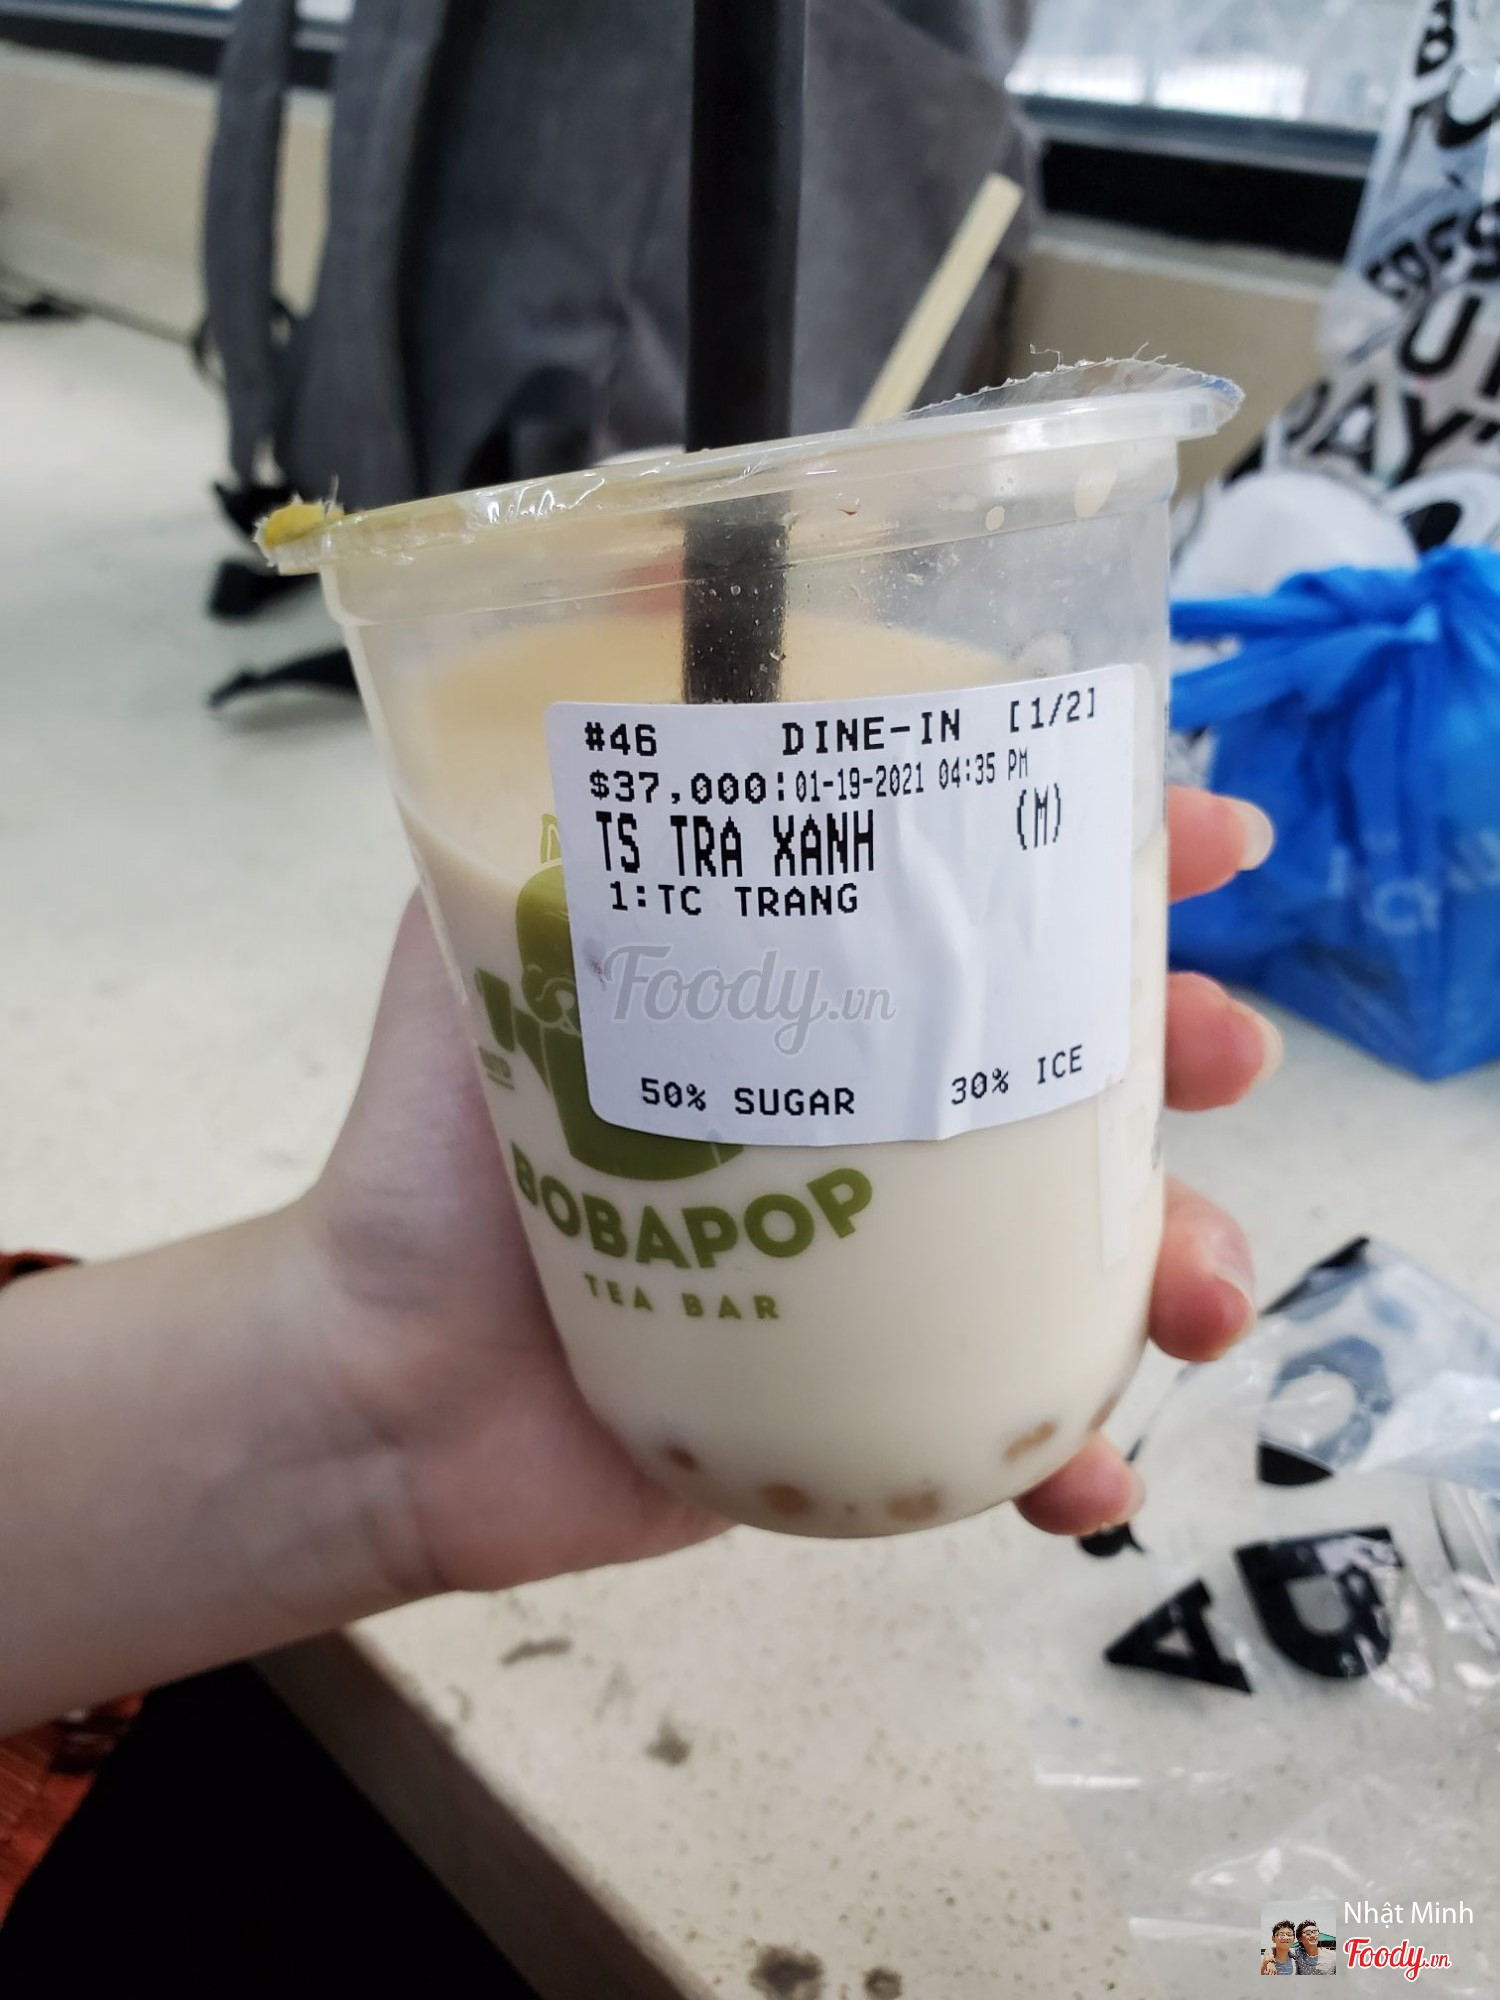 #46 DINE-IN [1/2]
$37,000: 01-19-2021 04:35 PM
TS TRA XANH (M)
1:TC TRANG
Foody.vn
50% SUGAR 30% ICE
BOBAPOP
TEA BAR
Nhật Minh
Foody.vn